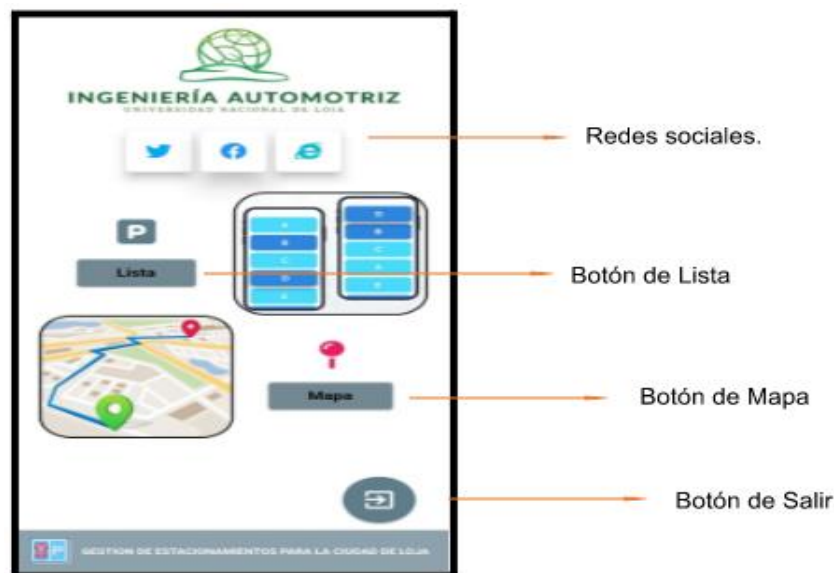 INGENIERÍA AUTOMOTRIZ
UNIVERSIDAD NACIONAL DE LOJA
Redes sociales.
P
Lista
A
B
C
D
D
B
C
A
Botón de Lista
Mapa
Botón de Mapa
Botón de Salir
P
GESTION DE ESTACIONAMIENTOS PARA LA CIUDAD DE LOJA